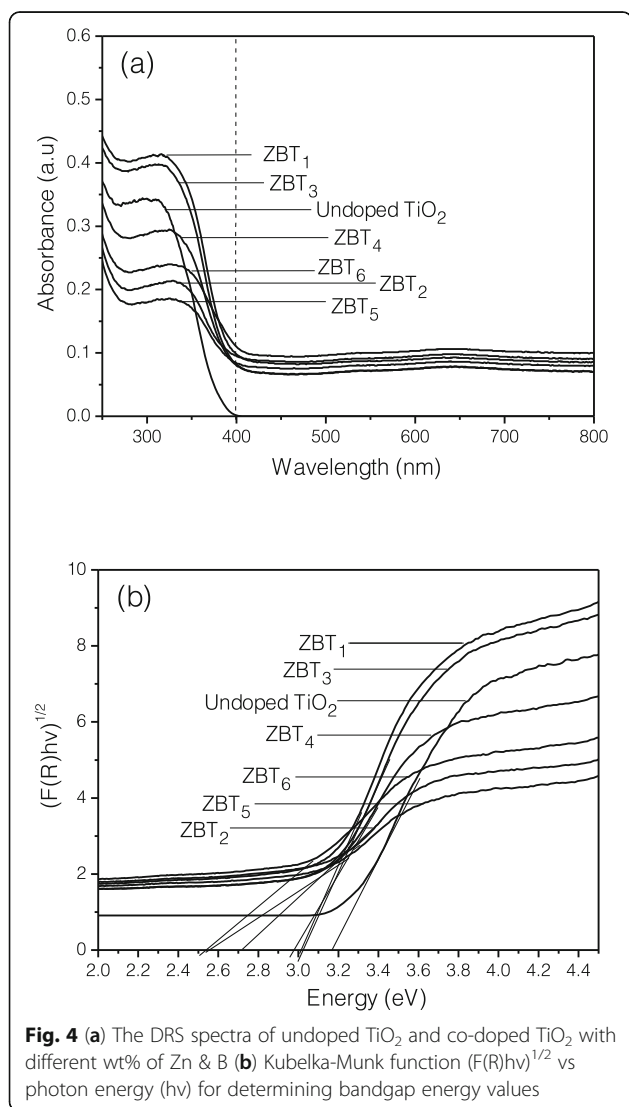 (a)
0.6
0.5
0.4
0.3
0.2
0.1
0.0
Absorbance (a.u)
ZBT₁
ZBT₃
Undoped TiO₂
ZBT₄
ZBT₆
ZBT₂
ZBT₅
300 400 500 600 700 800
Wavelength (nm)
(b)
10
8
6
4
2
0
(F(R)hv)^1/2
ZBT₁
ZBT₃
Undoped TiO₂
ZBT₄
ZBT₆
ZBT₅
ZBT₂
2.0 2.2 2.4 2.6 2.8 3.0 3.2 3.4 3.6 3.8 4.0 4.2 4.4
Energy (eV)
Fig. 4 (a) The DRS spectra of undoped TiO₂ and co-doped TiO₂ with
different wt% of Zn & B (b) Kubelka-Munk function (F(R)hv)^1/2 vs
photon energy (hv) for determining bandgap energy values